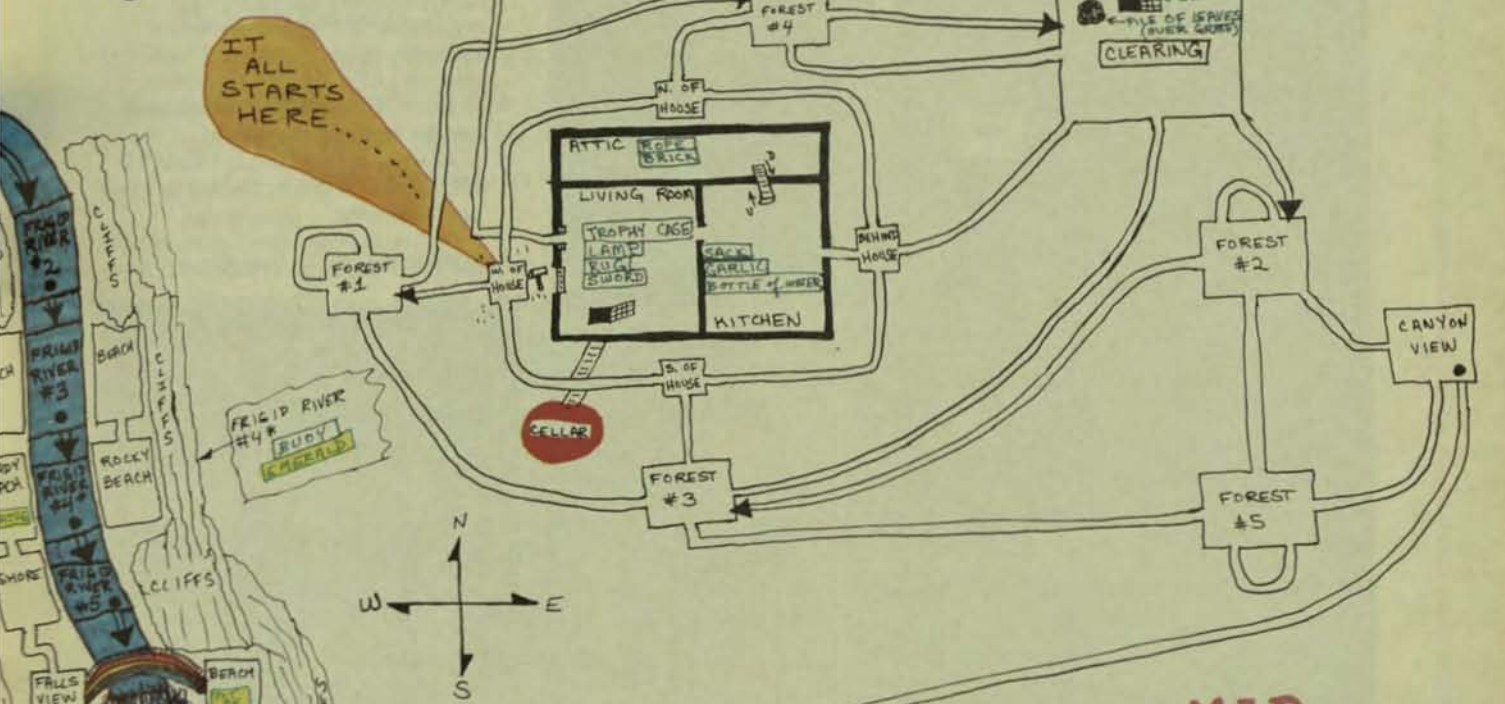 IT
ALL
STARTS
HERE............
FOREST
#4
PILE OF LEAVES
(OVER GRATE)
CLEARING
N. OF
HOUSE
ATTIC
ROPE
BRICK
D
U
LIVING ROOM
TROPHY CASE
LAMP
RUG
SWORD
SACK
GARLIC
BOTTLE of WATER
KITCHEN
BEHIND
HOUSE
W. OF
HOUSE
FOREST
#1
FOREST
#2
CANYON
VIEW
S. OF
HOUSE
CELLAR
FOREST
#3
FOREST
#5
FRIGID
RIVER
#2
CLIFFS
FRIGID
RIVER
#3
BEACH
CLIFFS
FRIGID RIVER
#4*
BUOY
EMERALD
FRIGID
RIVER
#4*
ROCKY
BEACH
FRIGID
RIVER
#5
CLIFFS
SHORE
FALLS
VIEW
BEACH
N
W
E
S
MAP